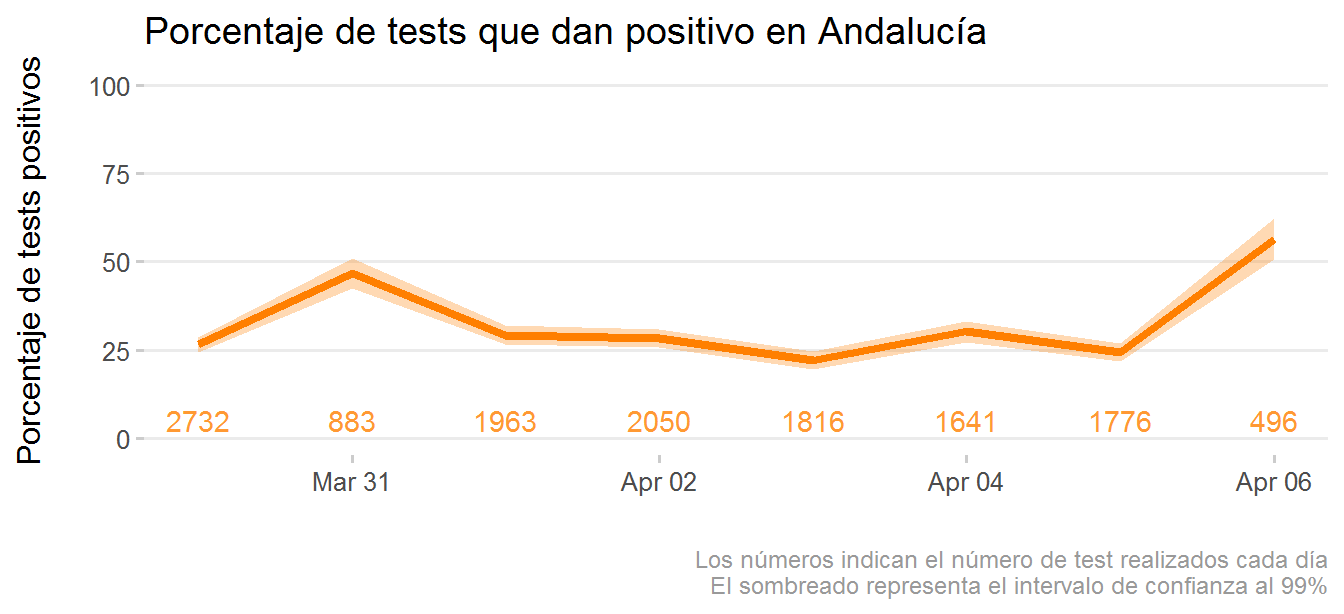 Porcentaje de tests que dan positivo en Andalucía
Porcentaje de tests positivos
100
75
50
25
0
2732 883 1963 2050 1816 1641 1776 496
Mar 31 Apr 02 Apr 04 Apr 06
Los números indican el número de test realizados cada día
El sombreado representa el intervalo de confianza al 99%